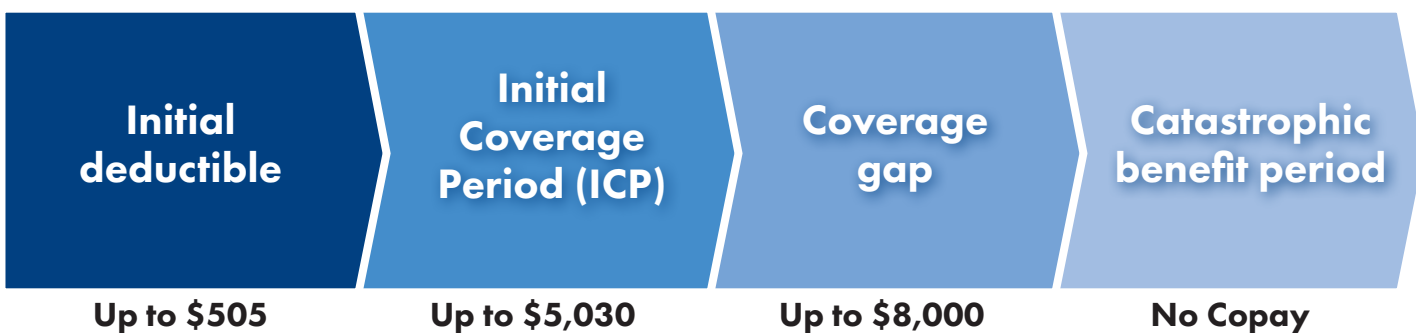 Initial
deductible
Initial
Coverage
Period (ICP)
Coverage
gap
Catastrophic
benefit period
Up to $505
Up to $5,030
Up to $8,000
No Copay